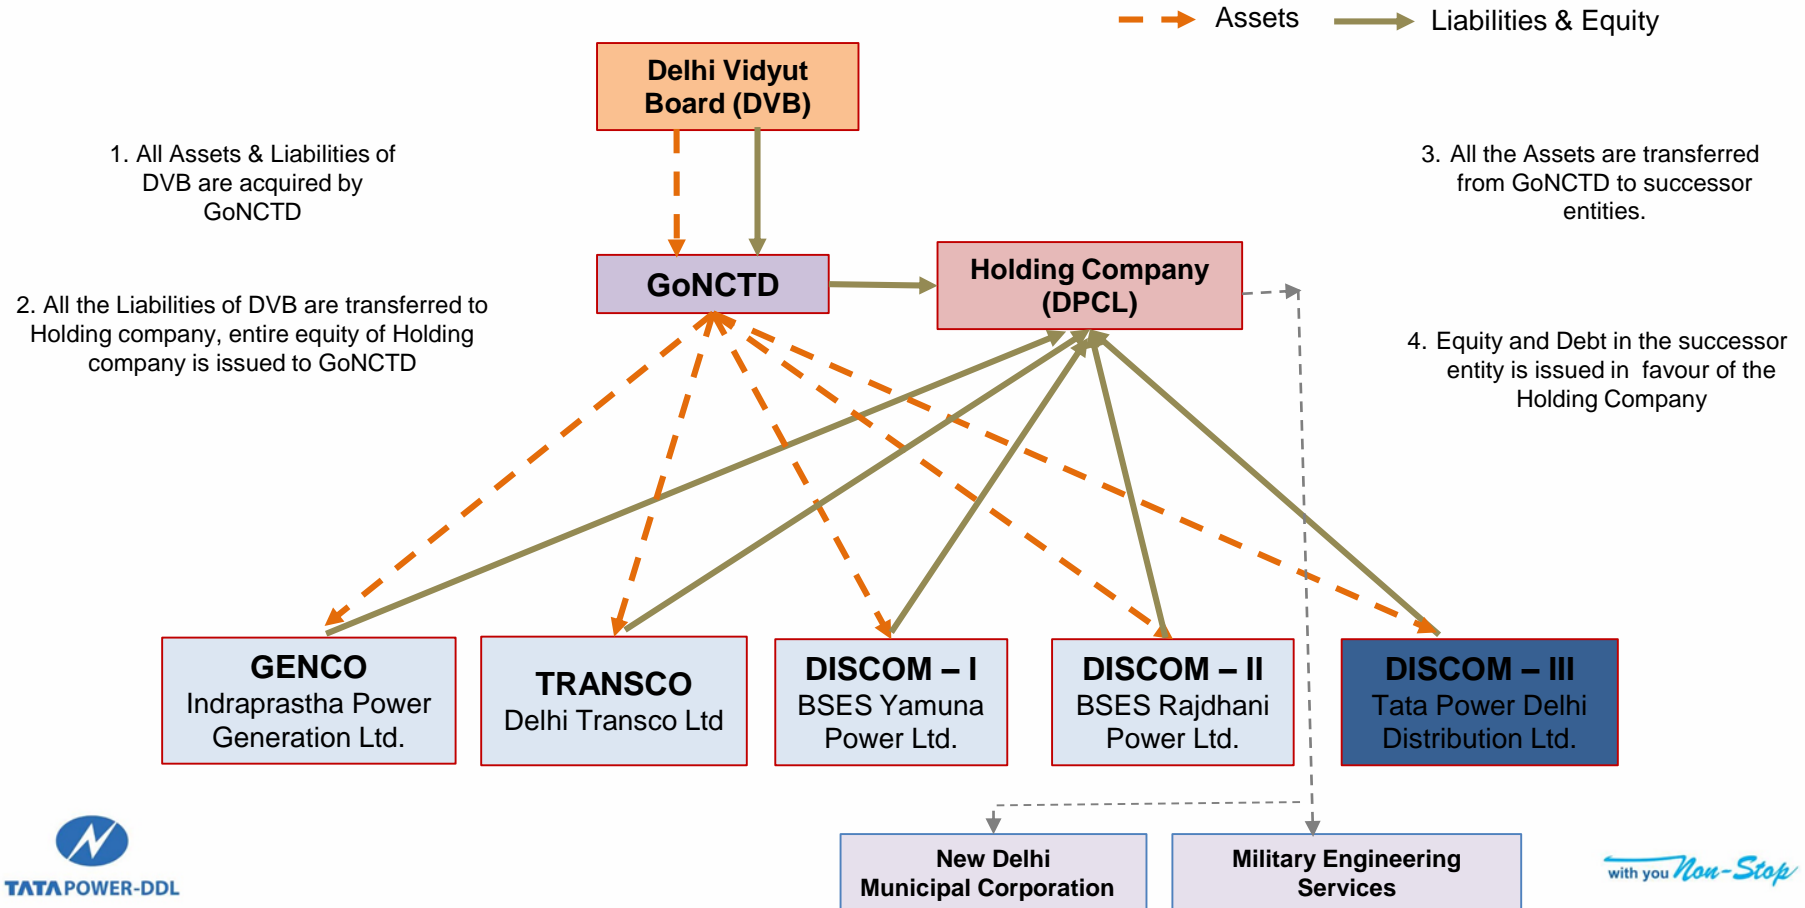 Assets
Liabilities & Equity
Delhi Vidyut
Board (DVB)
1. All Assets & Liabilities of
DVB are acquired by
GoNCTD
3. All the Assets are transferred
from GoNCTD to successor
entities.
GoNCTD
Holding Company
(DPCL)
2. All the Liabilities of DVB are transferred to
Holding company, entire equity of Holding
company is issued to GoNCTD
4. Equity and Debt in the successor
entity is issued in favour of the
Holding Company
GENCO
Indraprastha Power
Generation Ltd.
TRANSCO
Delhi Transco Ltd
DISCOM – I
BSES Yamuna
Power Ltd.
DISCOM – II
BSES Rajdhani
Power Ltd.
DISCOM – III
Tata Power Delhi
Distribution Ltd.
New Delhi
Municipal Corporation
Military Engineering
Services
TATA POWER-DDL
with you Non-Stop